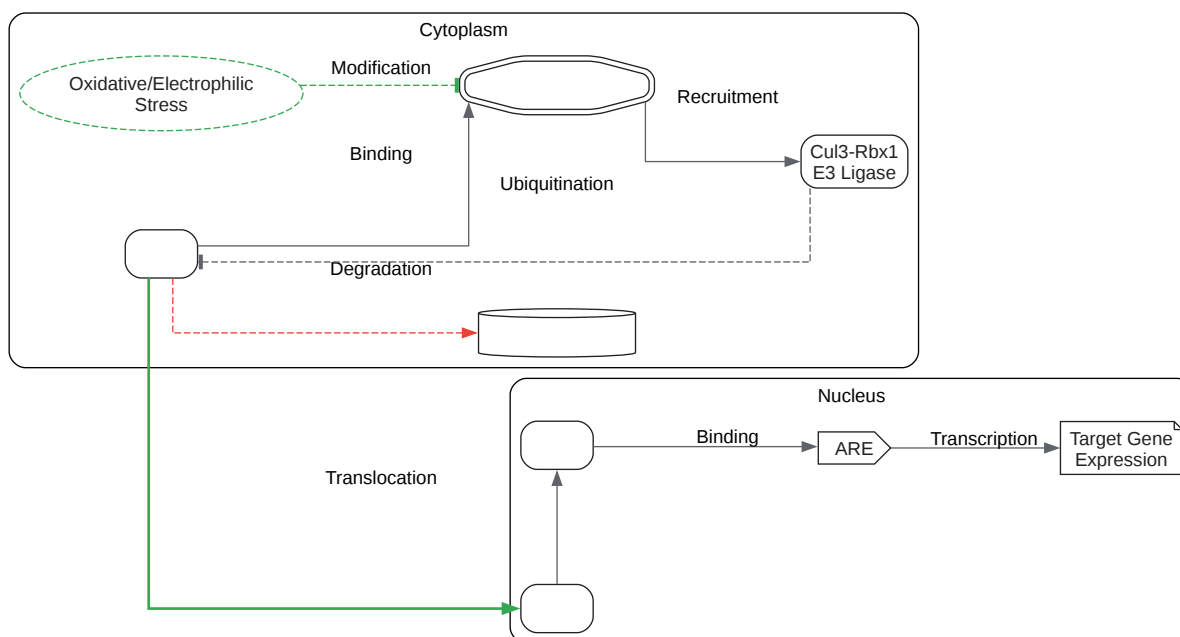 Cytoplasm
Modification
Oxidative/Electrophilic
Stress
Recruitment
Binding
Cul3-Rbx1
E3 Ligase
Ubiquitination
Degradation
Nucleus
Binding
ARE
Transcription
Target Gene
Expression
Translocation